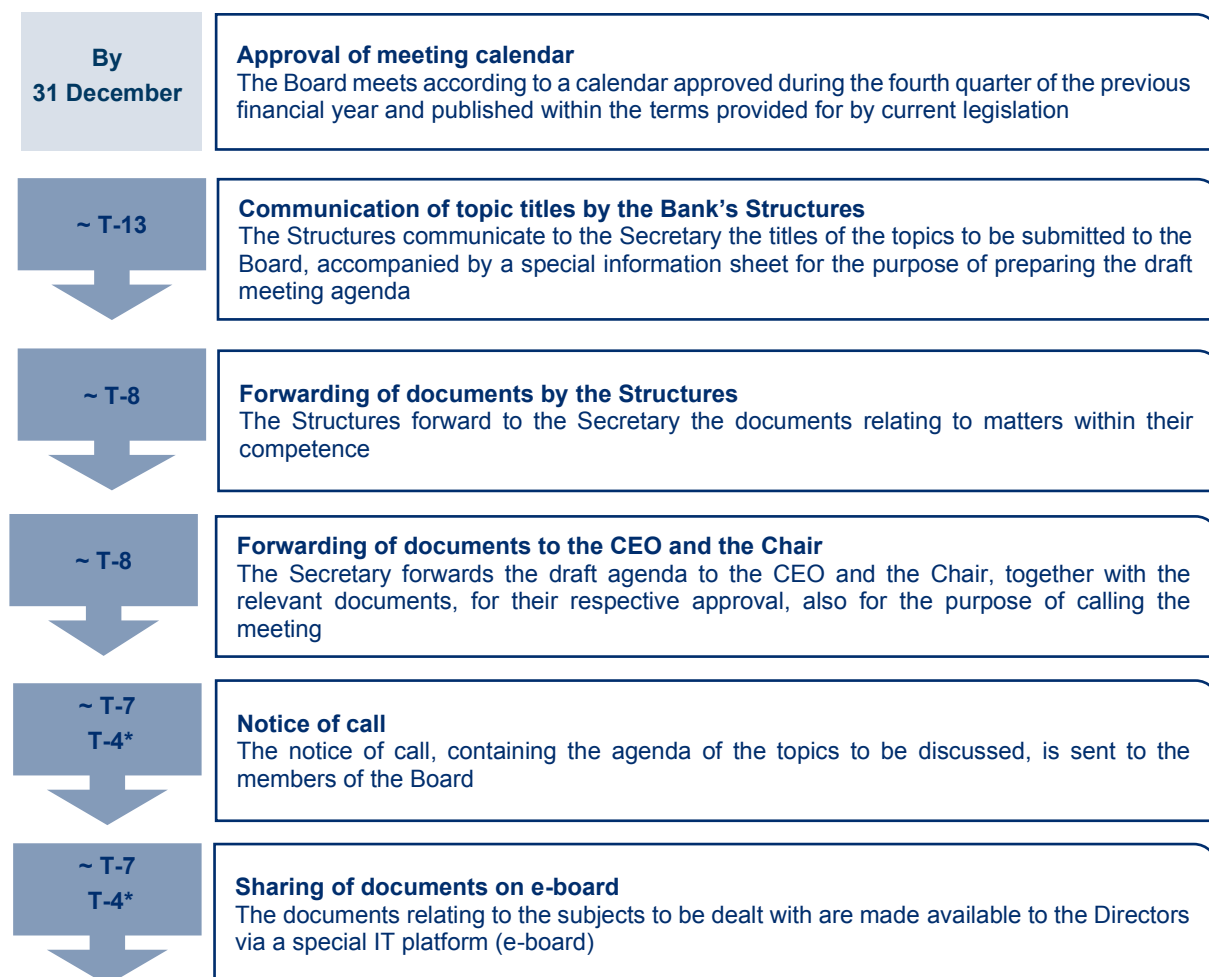 By
31 December
Approval of meeting calendar
The Board meets according to a calendar approved during the fourth quarter of the previous
financial year and published within the terms provided for by current legislation
~ T-13
Communication of topic titles by the Bank’s Structures
The Structures communicate to the Secretary the titles of the topics to be submitted to the
Board, accompanied by a special information sheet for the purpose of preparing the draft
meeting agenda
~ T-8
Forwarding of documents by the Structures
The Structures forward to the Secretary the documents relating to matters within their
competence
~ T-8
Forwarding of documents to the CEO and the Chair
The Secretary forwards the draft agenda to the CEO and the Chair, together with the
relevant documents, for their respective approval, also for the purpose of calling the
meeting
~ T-7
T-4*
Notice of call
The notice of call, containing the agenda of the topics to be discussed, is sent to the
members of the Board
~ T-7
T-4*
Sharing of documents on e-board
The documents relating to the subjects to be dealt with are made available to the Directors
via a special IT platform (e-board)